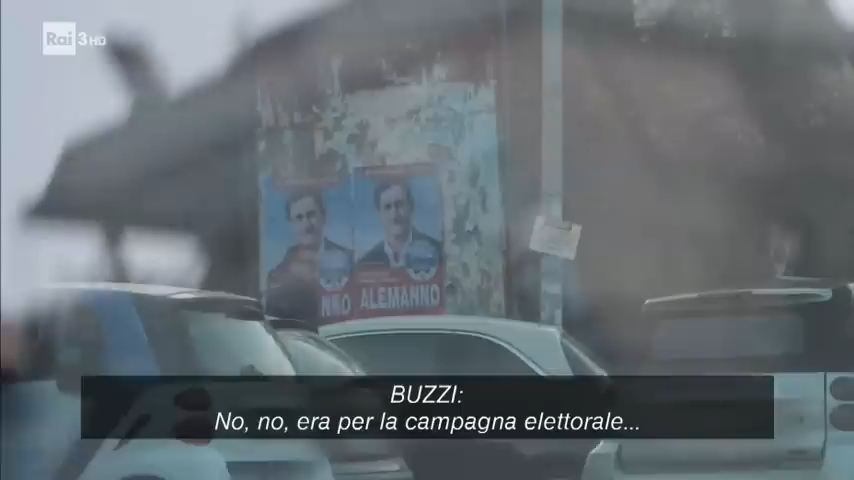 Rai 3 HD
NNO ALEMANNO
BUZZI:
No, no, era per la campagna elettorale...